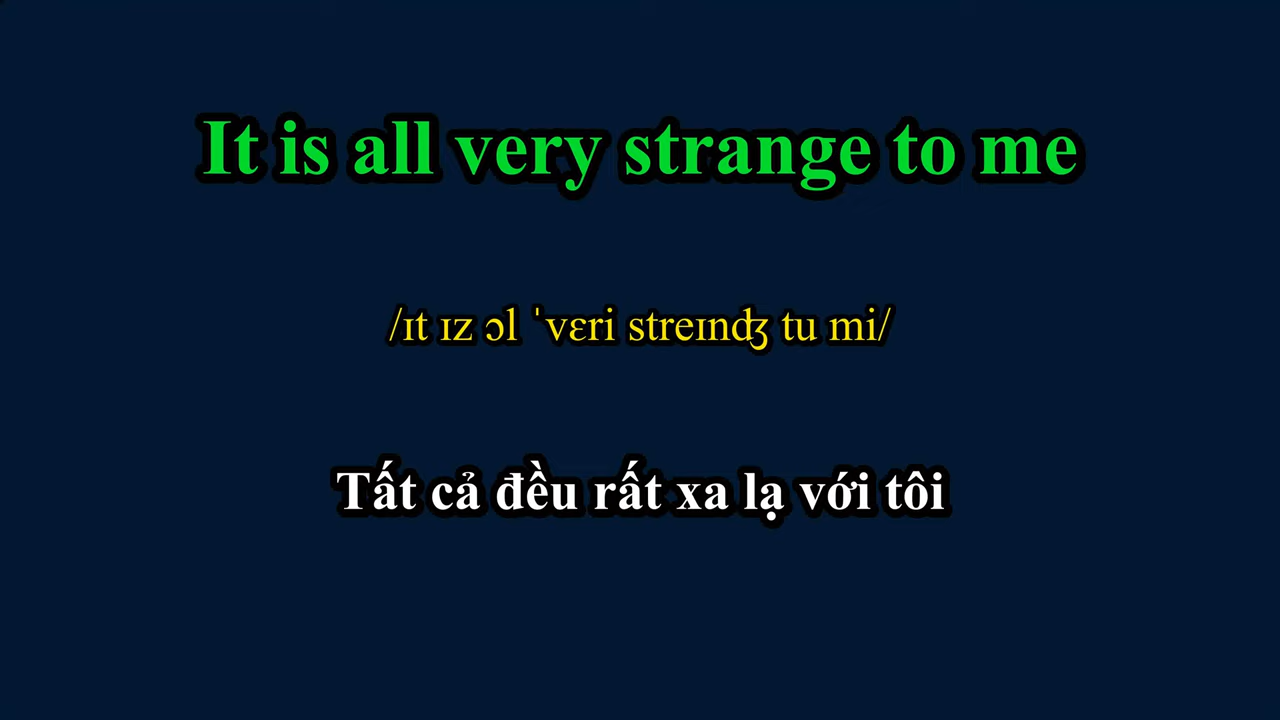 It is all very strange to me
/ɪt ɪz ɔl ˈvɛri streɪnʤ tu mi/
Tất cả đều rất xa lạ với tôi